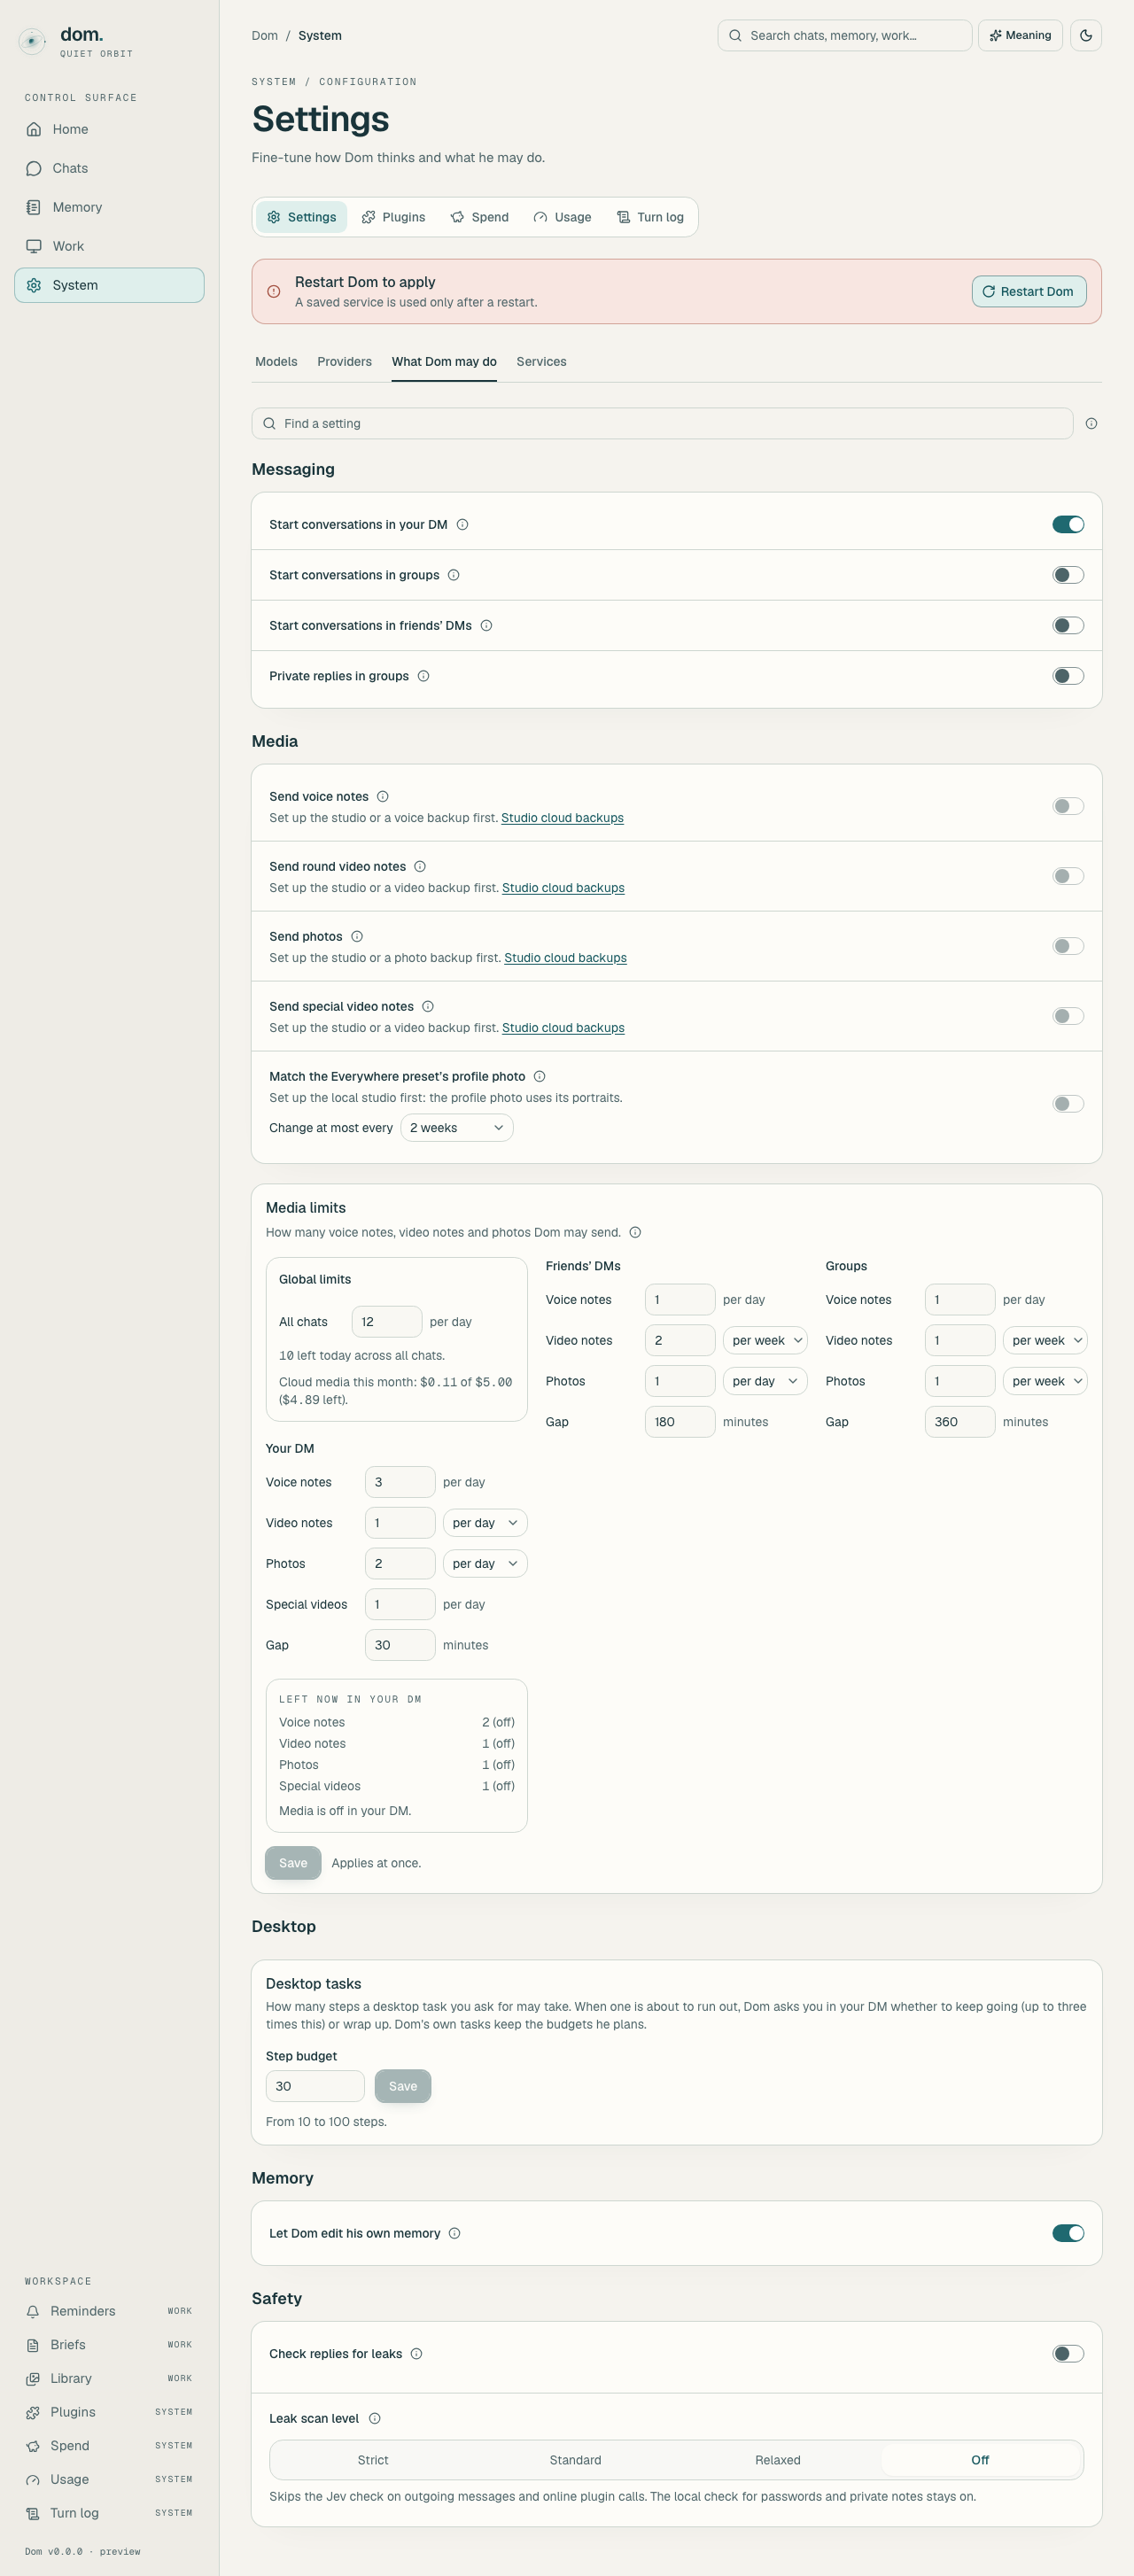 dom.
QUIET ORBIT
CONTROL SURFACE
Home
Chats
Memory
Work
System
Dom / System
Search chats, memory, work…
Meaning
SYSTEM / CONFIGURATION
Settings
Fine-tune how Dom thinks and what he may do.
Settings
Plugins
Spend
Usage
Turn log
Restart Dom to apply
A saved service is used only after a restart.
Restart Dom
Models
Providers
What Dom may do
Services
Find a setting
Messaging
Start conversations in your DM
Start conversations in groups
Start conversations in friends’ DMs
Private replies in groups
Media
Send voice notes
Set up the studio or a voice backup first. Studio cloud backups
Send round video notes
Set up the studio or a video backup first. Studio cloud backups
Send photos
Set up the studio or a photo backup first. Studio cloud backups
Send special video notes
Set up the studio or a video backup first. Studio cloud backups
Match the Everywhere preset’s profile photo
Set up the local studio first: the profile photo uses its portraits.
Change at most every 2 weeks
Media limits
How many voice notes, video notes and photos Dom may send.
Global limits
All chats 12 per day
10 left today across all chats.
Cloud media this month: $0.11 of $5.00
($4.89 left).
Friends’ DMs
Voice notes 1 per day
Video notes 2 per week
Photos 1 per day
Gap 180 minutes
Groups
Voice notes 1 per day
Video notes 1 per week
Photos 1 per week
Gap 360 minutes
Your DM
Voice notes 3 per day
Video notes 1 per day
Photos 2 per day
Special videos 1 per day
Gap 30 minutes
LEFT NOW IN YOUR DM
Voice notes 2 (off)
Video notes 1 (off)
Photos 1 (off)
Special videos 1 (off)
Media is off in your DM.
Save Applies at once.
Desktop
Desktop tasks
How many steps a desktop task you ask for may take. When one is about to run out, Dom asks you in your DM whether to keep going (up to three
times this) or wrap up. Dom’s own tasks keep the budgets he plans.
Step budget
30 Save
From 10 to 100 steps.
Memory
Let Dom edit his own memory
Safety
Check replies for leaks
Leak scan level
Strict
Standard
Relaxed
Off
Skips the Jev check on outgoing messages and online plugin calls. The local check for passwords and private notes stays on.
WORKSPACE
Reminders WORK
Briefs WORK
Library WORK
Plugins SYSTEM
Spend SYSTEM
Usage SYSTEM
Turn log SYSTEM
Dom v0.0.0 · preview